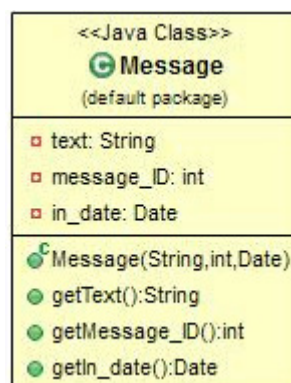 <<Java Class>>
Message
(default package)
text: String
message_ID: int
in_date: Date
Message(String,int,Date)
getText():String
getMessage_ID():int
getIn_date():Date